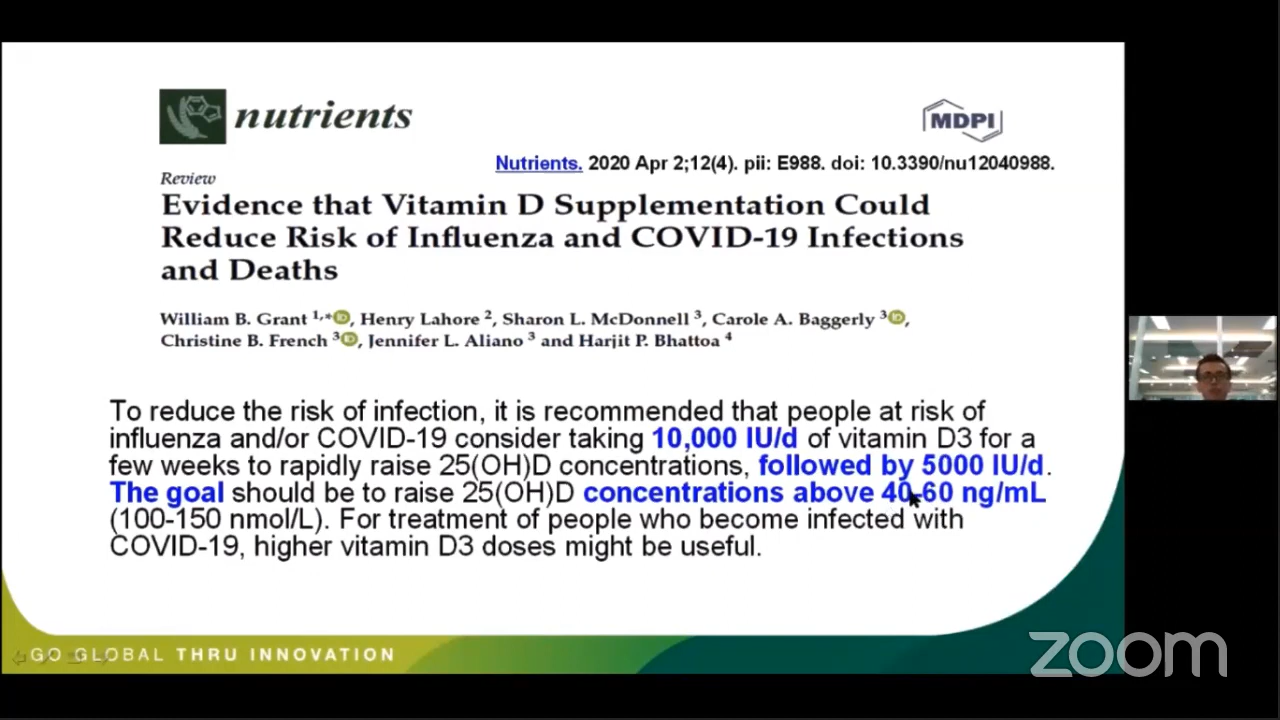 nutrients
MDPI
Nutrients. 2020 Apr 2;12(4). pii: E988. doi: 10.3390/nu12040988.
Review
Evidence that Vitamin D Supplementation Could
Reduce Risk of Influenza and COVID-19 Infections
and Deaths
William B. Grant 1,* iD, Henry Lahore 2, Sharon L. McDonnell 3, Carole A. Baggerly 3 iD,
Christine B. French 3 iD, Jennifer L. Aliano 3 and Harjit P. Bhattoa 4
To reduce the risk of infection, it is recommended that people at risk of
influenza and/or COVID-19 consider taking 10,000 IU/d of vitamin D3 for a
few weeks to rapidly raise 25(OH)D concentrations, followed by 5000 IU/d.
The goal should be to raise 25(OH)D concentrations above 40-60 ng/mL
(100-150 nmol/L). For treatment of people who become infected with
COVID-19, higher vitamin D3 doses might be useful.
GO GLOBAL THRU INNOVATION
zoom